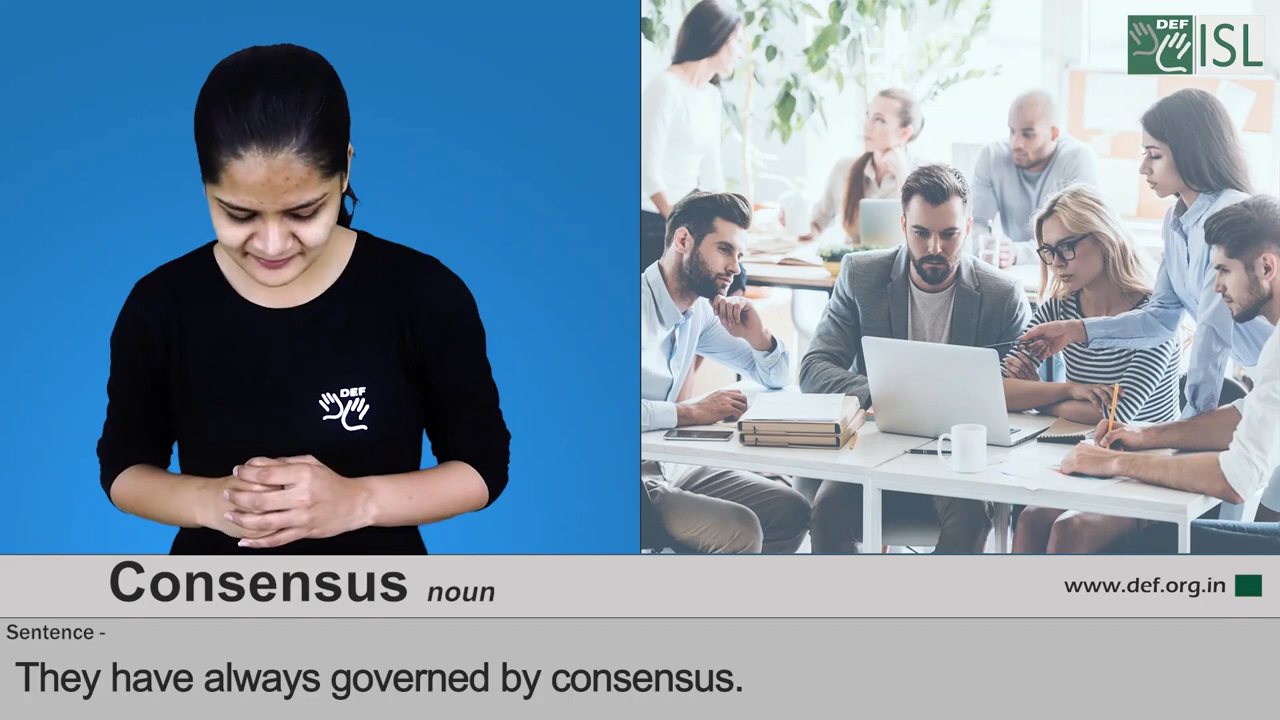 DEF
ISL
DEF
Consensus noun
www.def.org.in
Sentence -
They have always governed by consensus.